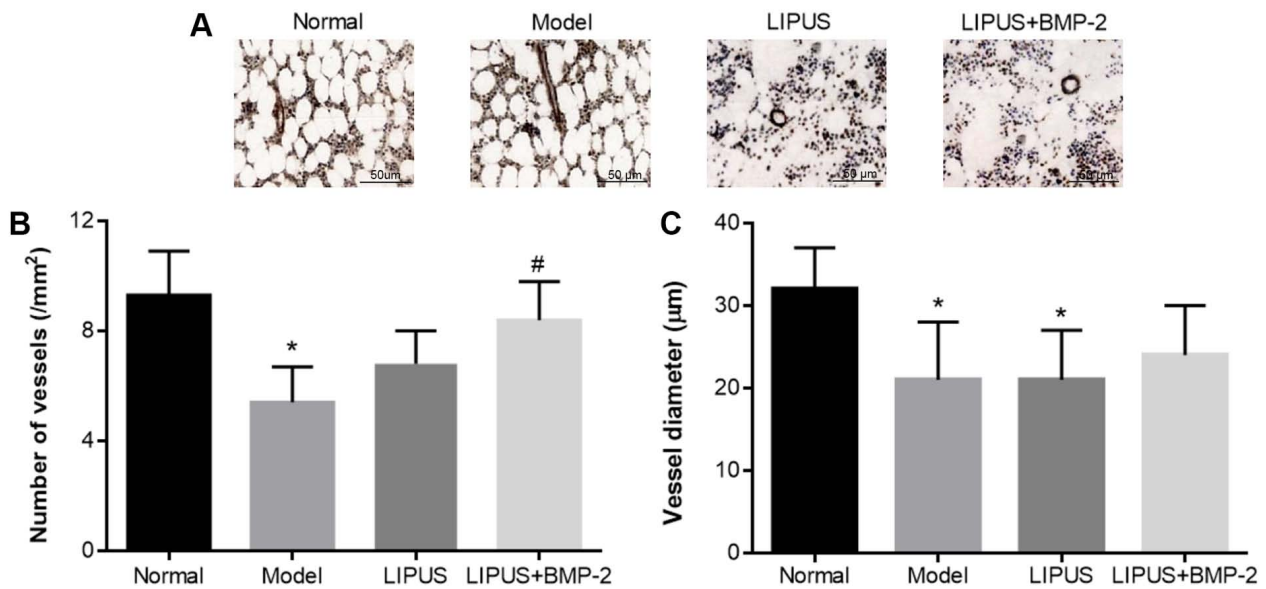 A
Normal
Model
LIPUS
LIPUS+BMP-2
50um
50 µm
50 µm
50 µm
B
Number of vessels (/mm²)
12
8
4
0
*
#
Normal
Model
LIPUS
LIPUS+BMP-2
C
Vessel diameter (µm)
40
30
20
10
0
*
*
Normal
Model
LIPUS
LIPUS+BMP-2